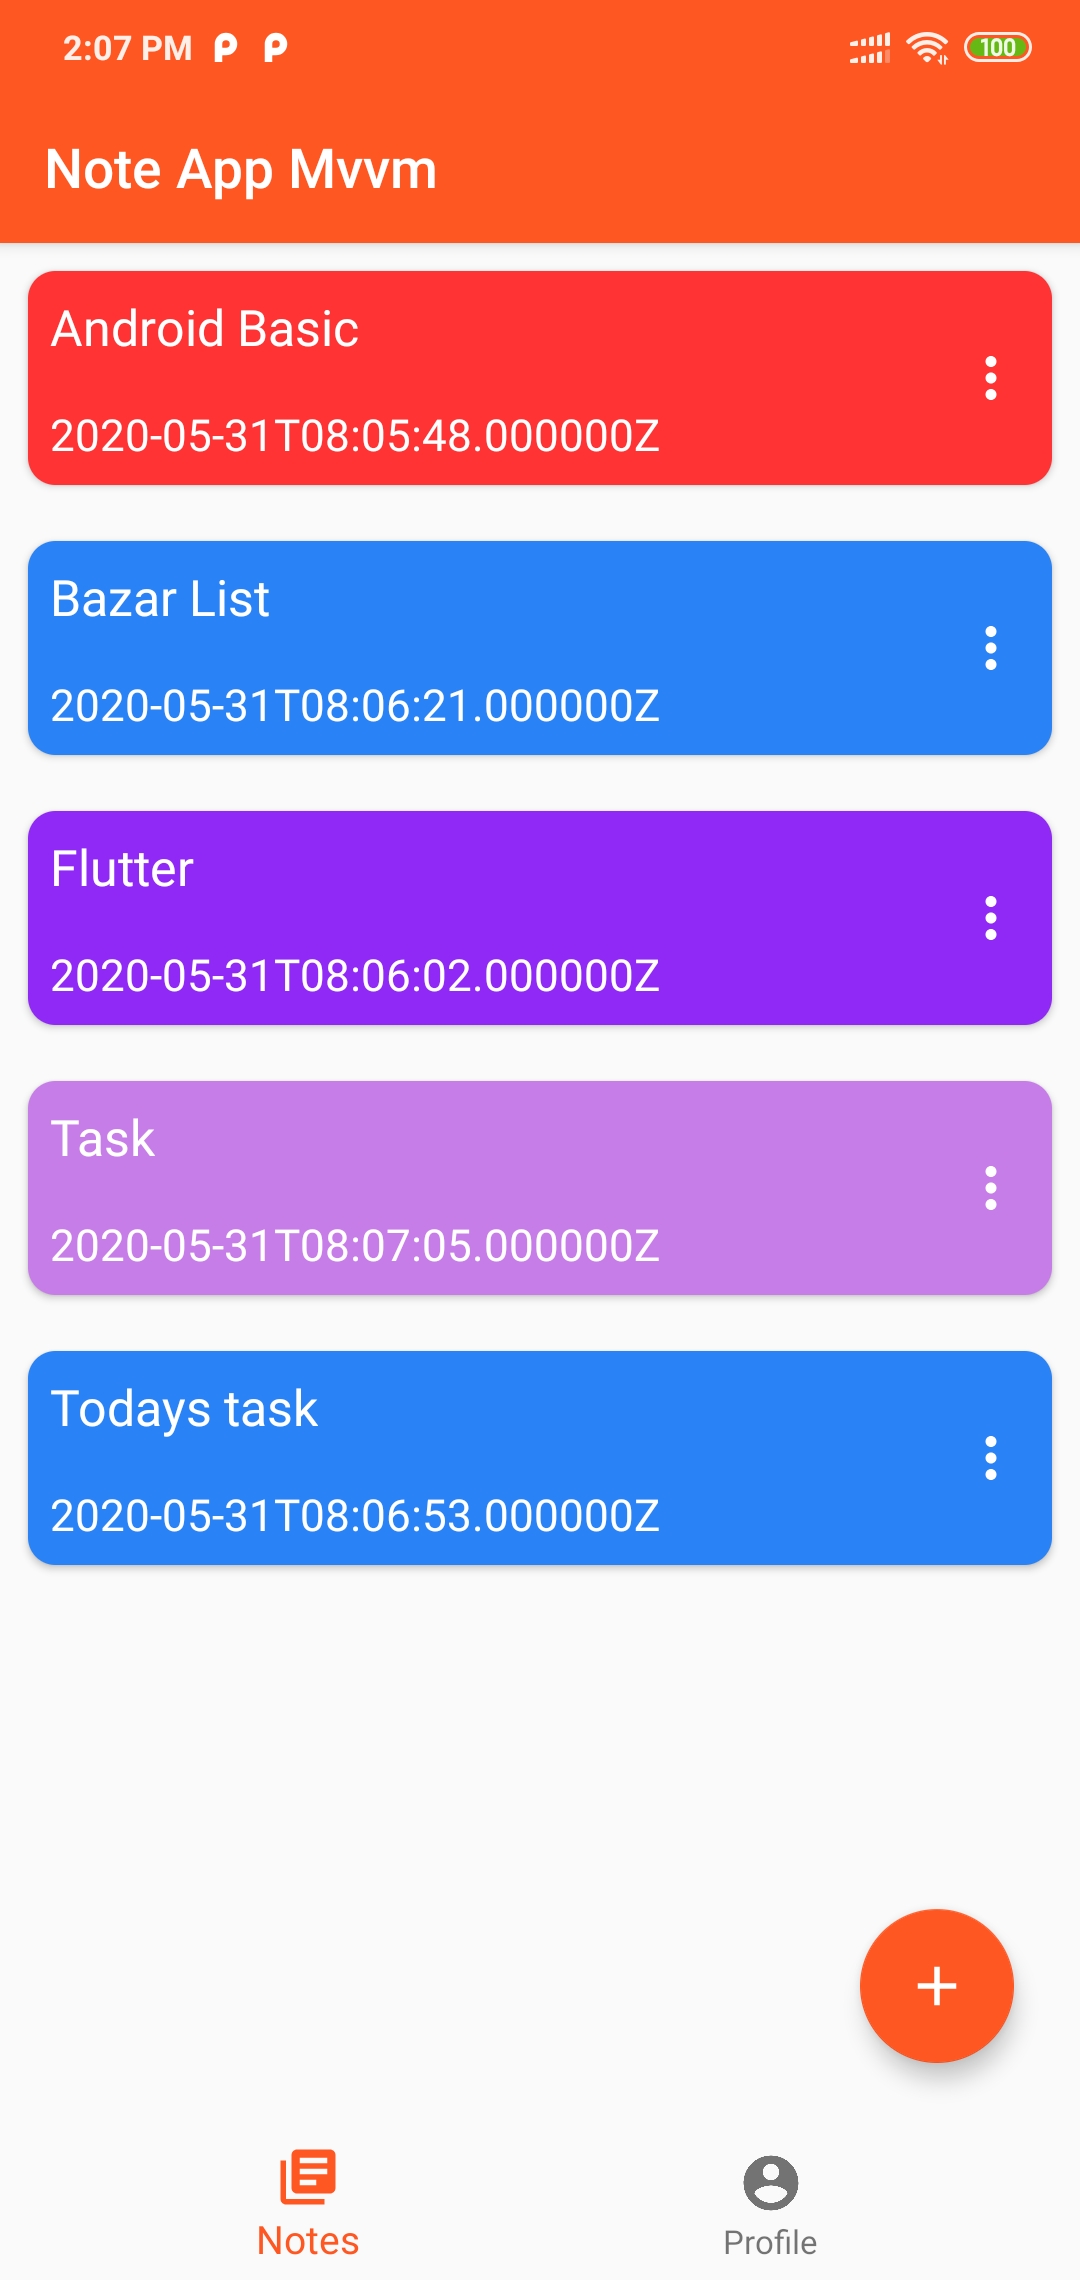 2:07 PM 100
Note App Mvvm
Android Basic
2020-05-31T08:05:48.000000Z
Bazar List
2020-05-31T08:06:21.000000Z
Flutter
2020-05-31T08:06:02.000000Z
Task
2020-05-31T08:07:05.000000Z
Todays task
2020-05-31T08:06:53.000000Z
Notes Profile